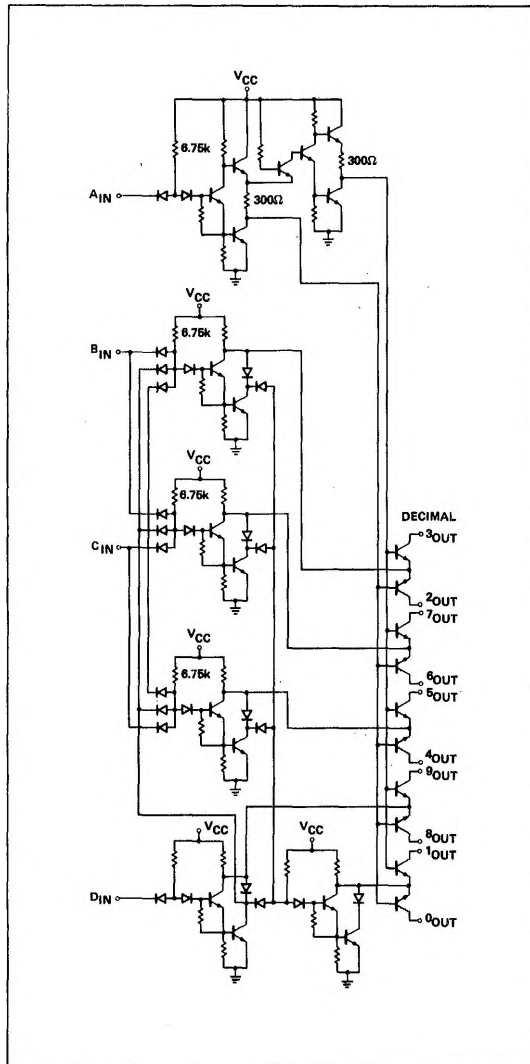 VCC
6.75k
300Ω
AIN
300Ω
VCC
6.75k
BIN
VCC
6.75k
DECIMAL
3OUT
CIN
2OUT
7OUT
VCC
6.75k
6OUT
5OUT
4OUT
9OUT
8OUT
VCC
VCC
1OUT
DIN
0OUT